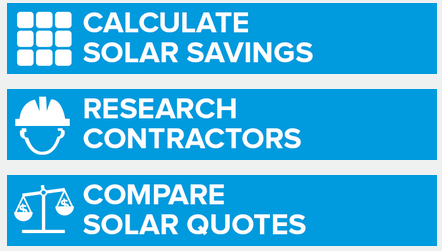 CALCULATE
SOLAR SAVINGS
RESEARCH
CONTRACTORS
COMPARE
SOLAR QUOTES